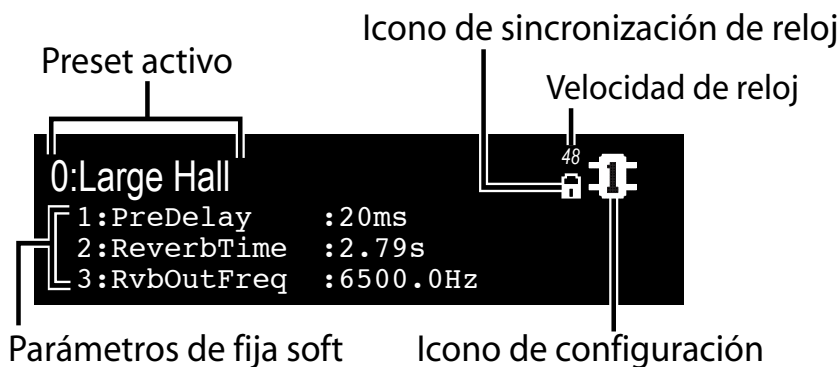 Icono de sincronización de reloj
Preset activo
Velocidad de reloj
48
0:Large Hall
1
1:PreDelay :20ms
2:ReverbTime :2.79s
3:RvbOutFreq :6500.0Hz
Parámetros de fija soft
Icono de configuración